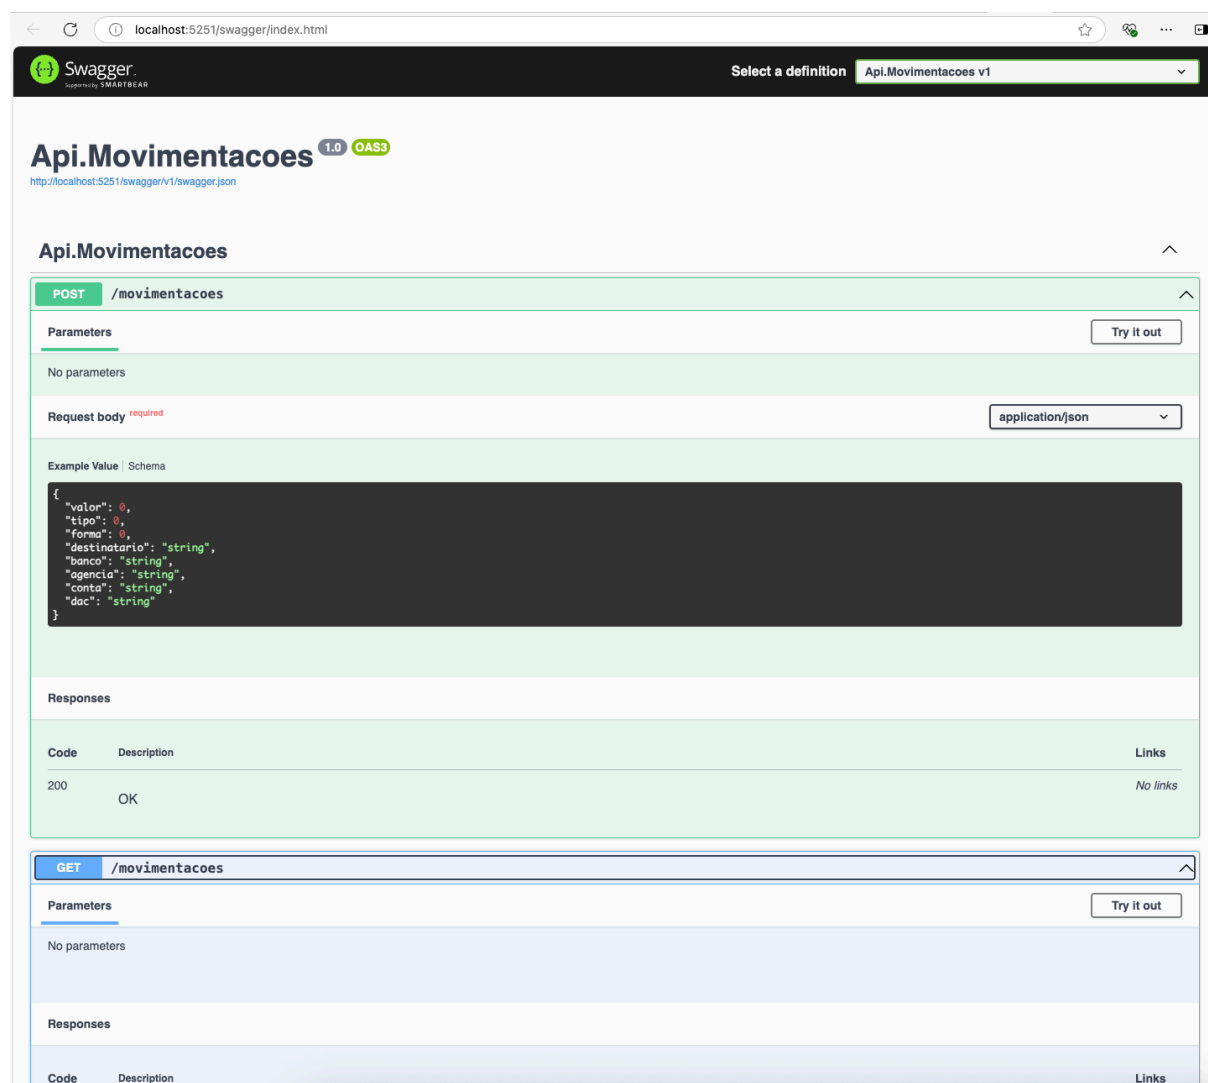 localhost:5251/swagger/index.html
Swagger.
Supported by SMARTBEAR
Select a definition
Api.Movimentacoes v1
Api.Movimentacoes 1.0 OAS3
http://localhost:5251/swagger/v1/swagger.json
Api.Movimentacoes
POST /movimentacoes
Parameters
Try it out
No parameters
Request body required
application/json
Example Value | Schema
{
"valor": 0,
"tipo": 0,
"forma": 0,
"destinatario": "string",
"banco": "string",
"agencia": "string",
"conta": "string",
"dac": "string"
}
Responses
Code Description Links
200 OK No links
GET /movimentacoes
Parameters
Try it out
No parameters
Responses
Code Description Links